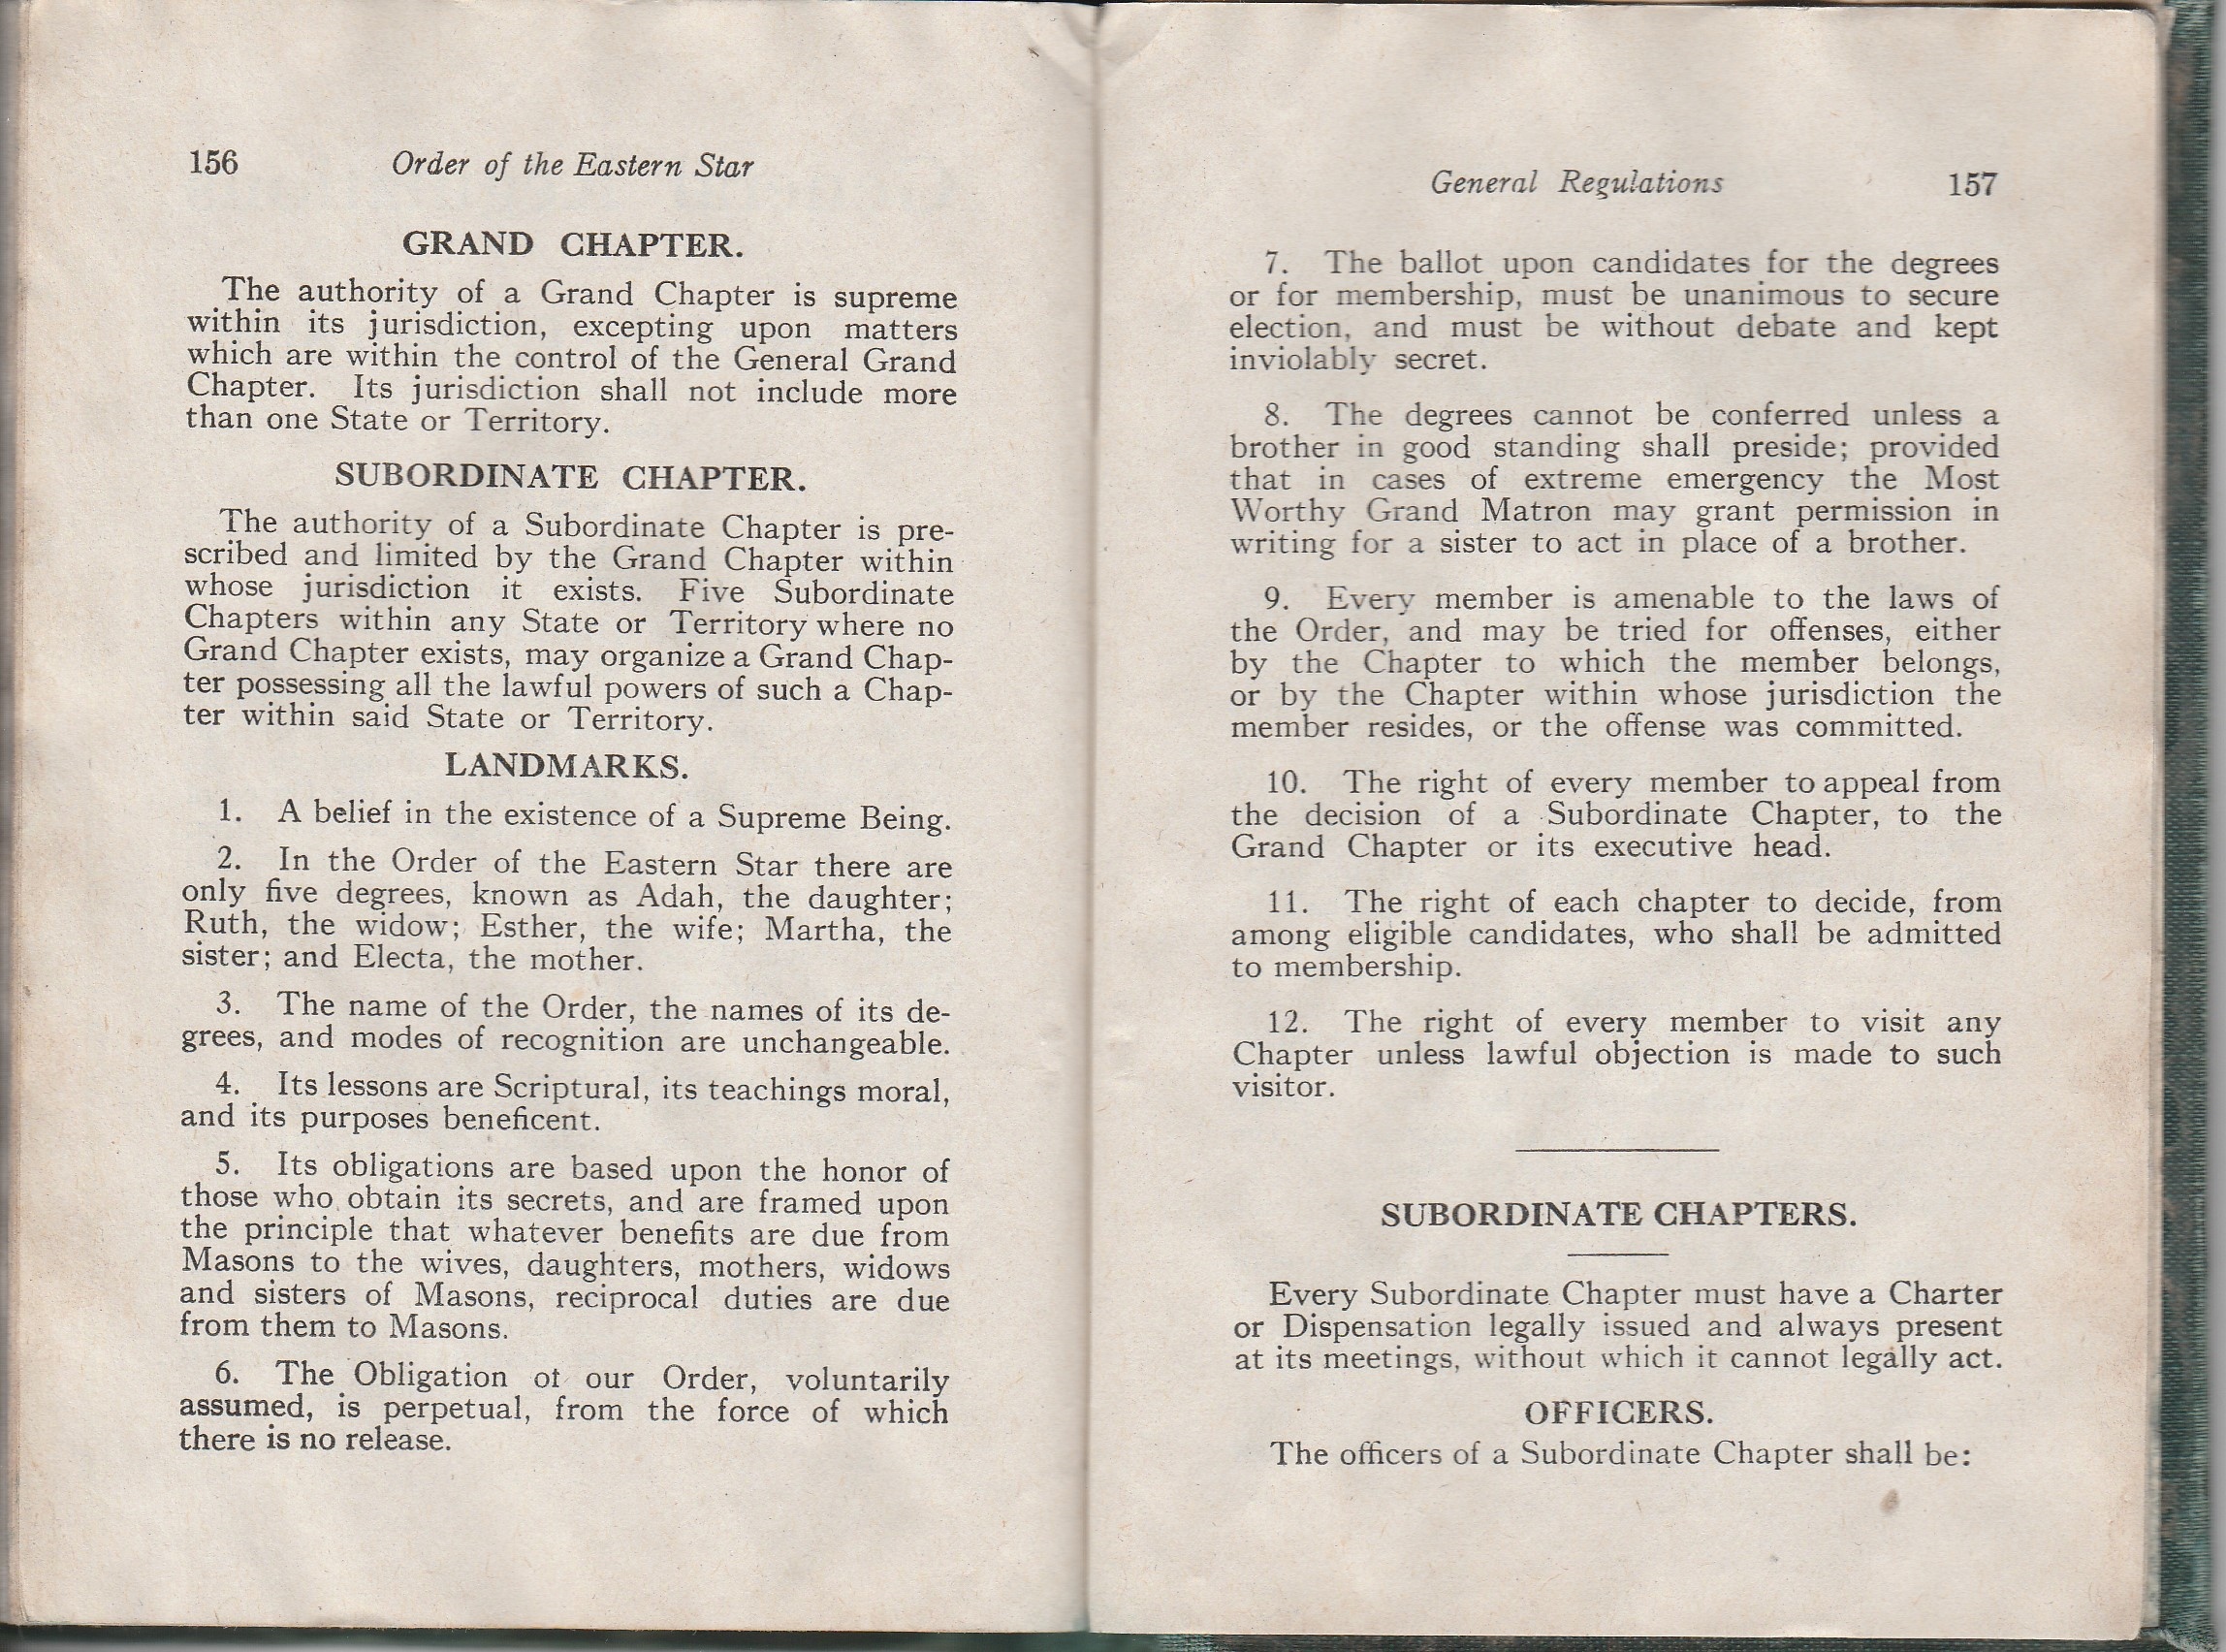 156 Order of the Eastern Star
GRAND CHAPTER.
The authority of a Grand Chapter is supreme
within its jurisdiction, excepting upon matters
which are within the control of the General Grand
Chapter. Its jurisdiction shall not include more
than one State or Territory.
SUBORDINATE CHAPTER.
The authority of a Subordinate Chapter is pre-
scribed and limited by the Grand Chapter within
whose jurisdiction it exists. Five Subordinate
Chapters within any State or Territory where no
Grand Chapter exists, may organize a Grand Chap-
ter possessing all the lawful powers of such a Chap-
ter within said State or Territory.
LANDMARKS.
1. A belief in the existence of a Supreme Being.
2. In the Order of the Eastern Star there are
only five degrees, known as Adah, the daughter;
Ruth, the widow; Esther, the wife; Martha, the
sister; and Electa, the mother.
3. The name of the Order, the names of its de-
grees, and modes of recognition are unchangeable.
4. Its lessons are Scriptural, its teachings moral,
and its purposes beneficent.
5. Its obligations are based upon the honor of
those who obtain its secrets, and are framed upon
the principle that whatever benefits are due from
Masons to the wives, daughters, mothers, widows
and sisters of Masons, reciprocal duties are due
from them to Masons.
6. The Obligation of our Order, voluntarily
assumed, is perpetual, from the force of which
there is no release.
General Regulations 157
7. The ballot upon candidates for the degrees
or for membership, must be unanimous to secure
election, and must be without debate and kept
inviolably secret.
8. The degrees cannot be conferred unless a
brother in good standing shall preside; provided
that in cases of extreme emergency the Most
Worthy Grand Matron may grant permission in
writing for a sister to act in place of a brother.
9. Every member is amenable to the laws of
the Order, and may be tried for offenses, either
by the Chapter to which the member belongs,
or by the Chapter within whose jurisdiction the
member resides, or the offense was committed.
10. The right of every member to appeal from
the decision of a Subordinate Chapter, to the
Grand Chapter or its executive head.
11. The right of each chapter to decide, from
among eligible candidates, who shall be admitted
to membership.
12. The right of every member to visit any
Chapter unless lawful objection is made to such
visitor.
SUBORDINATE CHAPTERS.
Every Subordinate Chapter must have a Charter
or Dispensation legally issued and always present
at its meetings, without which it cannot legally act.
OFFICERS.
The officers of a Subordinate Chapter shall be: